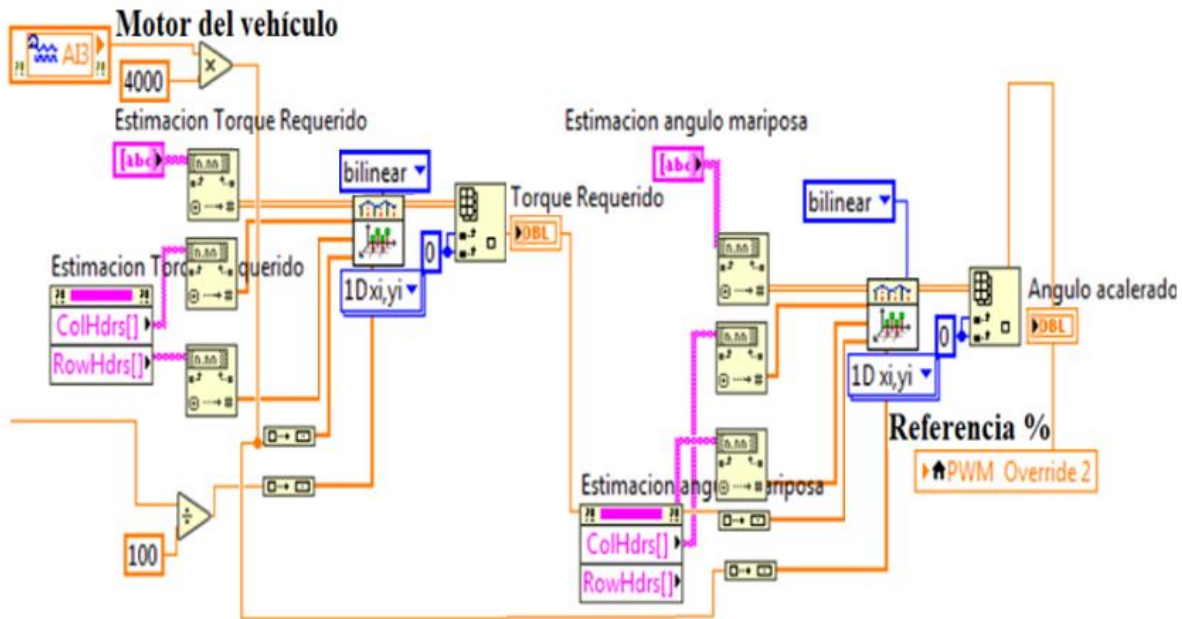 Motor del vehículo
AI3
4000
Estimacion Torque Requerido
[abc]
bilinear
Torque Requerido
DBL
0
1D xi,yi
Estimacion Torque Requerido
ColHdrs[]
RowHdrs[]
100
Estimacion angulo mariposa
[abc]
bilinear
Angulo acalerado
DBL
0
1D xi,yi
Referencia %
PWM Override 2
Estimacion angulo mariposa
ColHdrs[]
RowHdrs[]